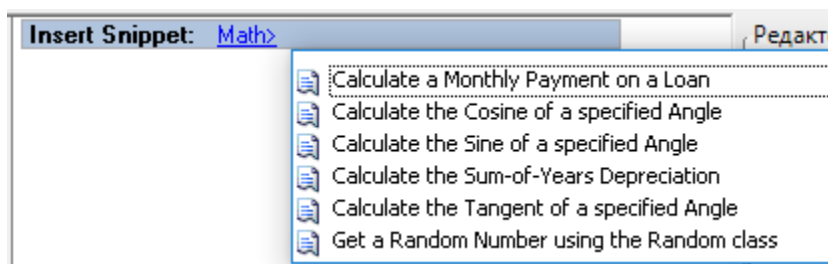 Insert Snippet: Math>
Редакт
Calculate a Monthly Payment on a Loan
Calculate the Cosine of a specified Angle
Calculate the Sine of a specified Angle
Calculate the Sum-of-Years Depreciation
Calculate the Tangent of a specified Angle
Get a Random Number using the Random class